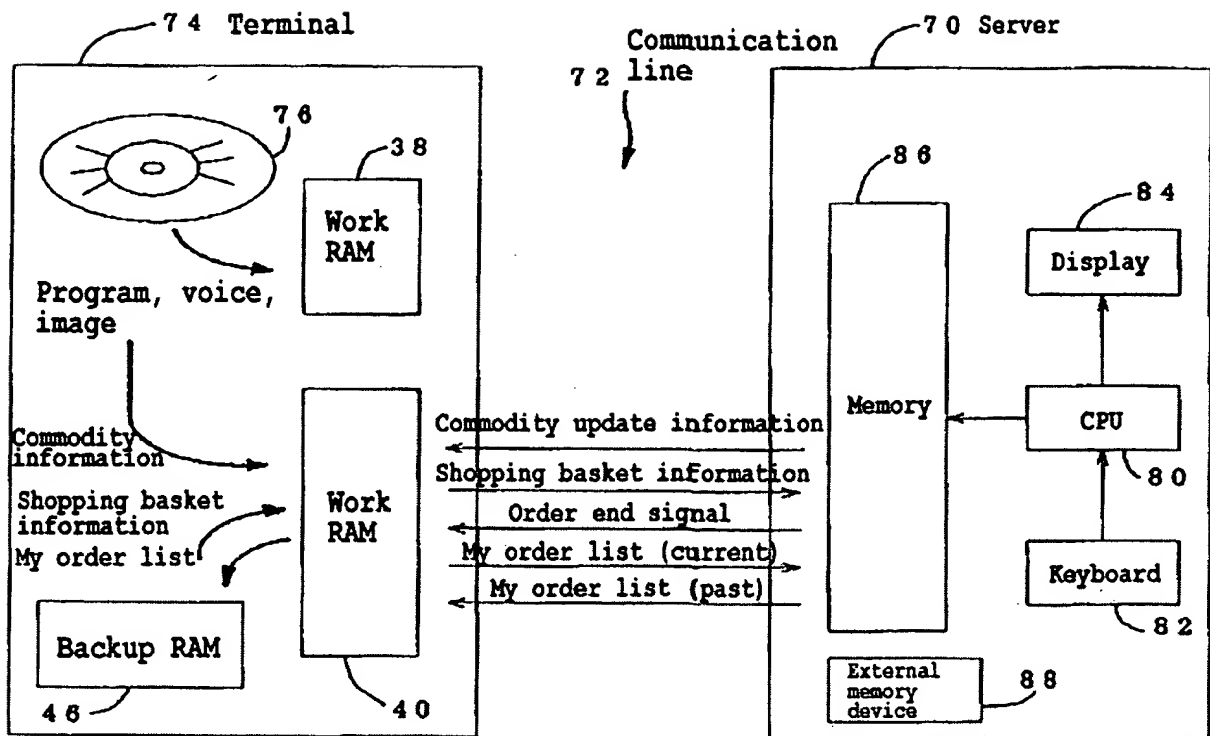 74 Terminal
Communication
line
72
70 Server
76
38
Work
RAM
Program, voice,
image
Commodity
information
Shopping basket
information
My order list
Work
RAM
Backup RAM
46
40
Commodity update information
Shopping basket information
Order end signal
My order list (current)
My order list (past)
86
Memory
84
Display
CPU
80
Keyboard
82
External
memory
device
88